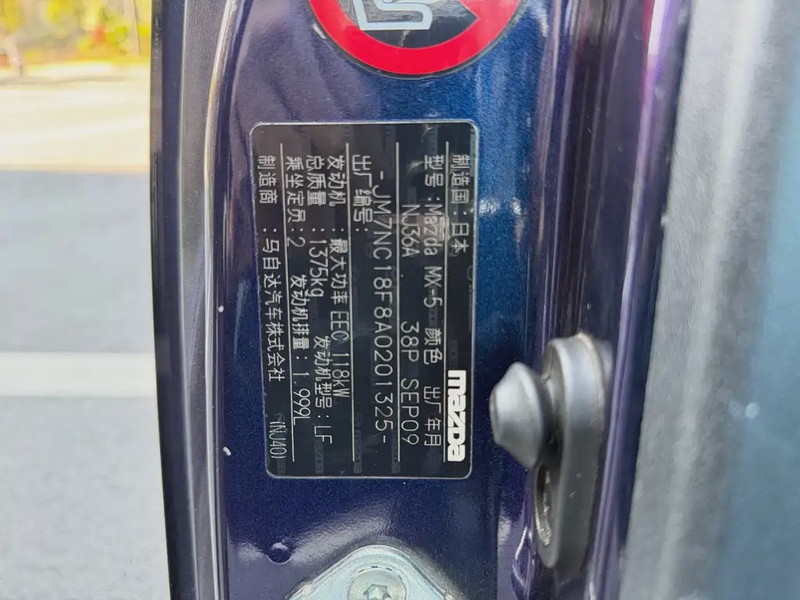 mazda
制造国：日本
型号：Mazda MX-5 颜色 出厂年月
NJ36A 38P SEP09
出厂编号：
-JM7NC18F8A0201325-
发动机：最大功率 EEC 118kW
总质量：1375kg 发动机型号：LF
乘坐定员：2 发动机排量：1.999L
制造商：马自达汽车株式会社 (NJ40)